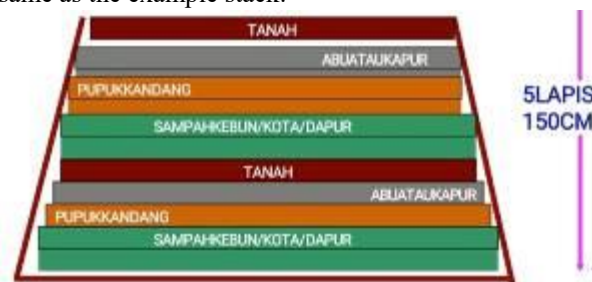 same as the example stack.
TANAH
ABUATAUKAPUR
PUPUKKANDANG
SAMPAHKEBUN/KOTA/DAPUR
TANAH
ABUATAUKAPUR
PUPUKKANDANG
SAMPAHKEBUN/KOTA/DAPUR
5LAPIS
150CM